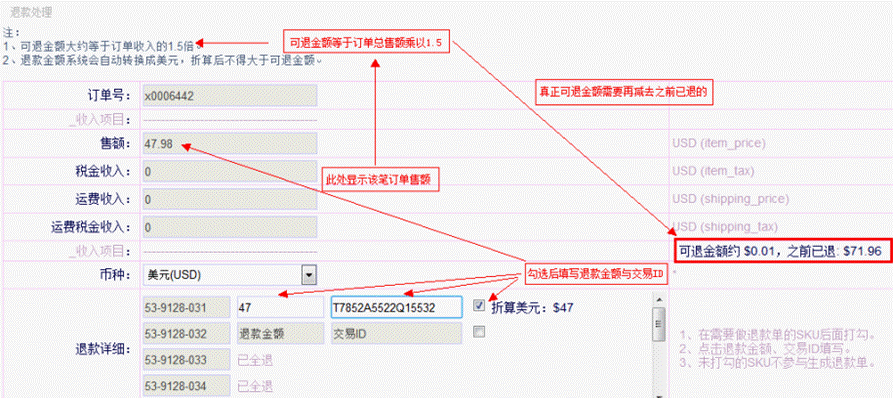 退款处理
注：
1、可退金额大约等于订单收入的1.5倍。
可退金额等于订单总售额乘以1.5
2、退款金额系统会自动转换成美元，折算后不得大于可退金额。
真正可退金额需要再减去之前已退的
订单号： x0006442
_收入项目： 
售额： 47.98 USD (item_price)
税金收入： 0 USD (item_tax)
此处显示该笔订单售额
运费收入： 0 USD (shipping_price)
运费税金收入： 0 USD (shipping_tax)
_收入项目： 可退金额约 $0.01，之前已退: $71.96
币种： 美元(USD) *
勾选后填写退款金额与交易ID
退款详细：
53-9128-031 47 T7852A5522Q15532 折算美元：$47
53-9128-032 退款金额 交易ID
53-9128-033 已全退
53-9128-034 已全退
1、在需要做退款单的SKU后面打勾。
2、点击退款金额、交易ID填写。
3、未打勾的SKU不参与生成退款单。